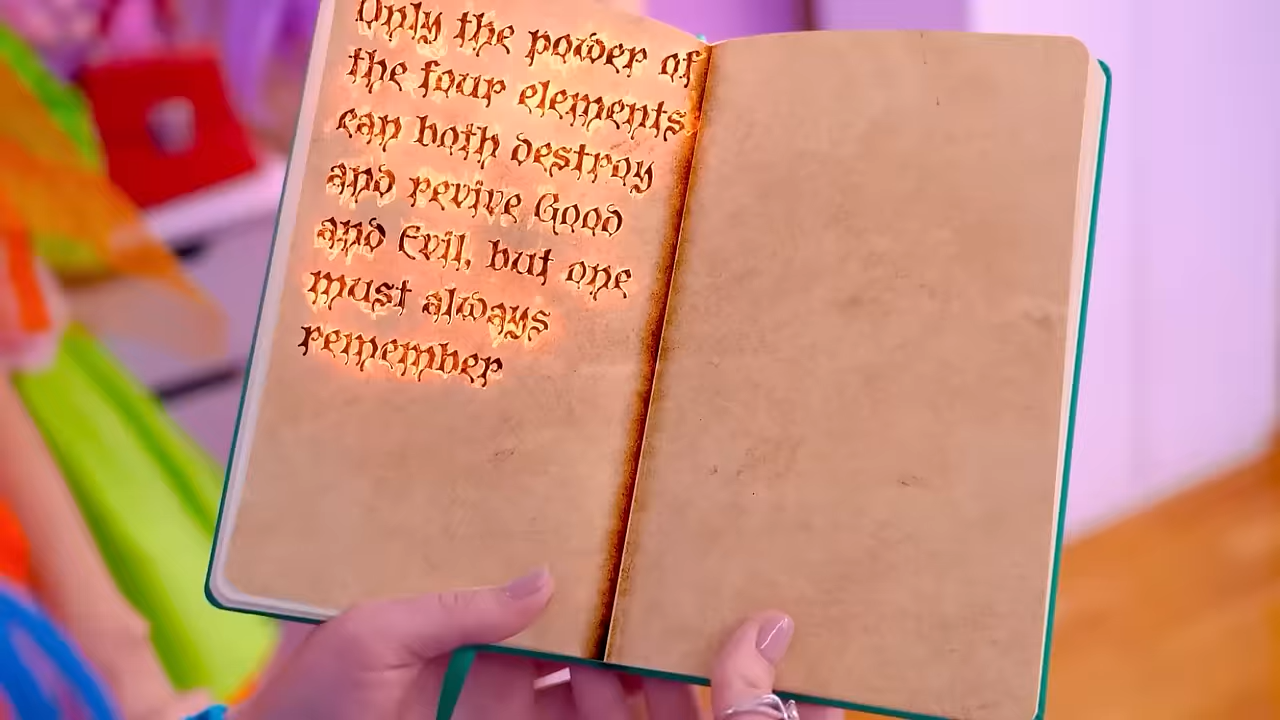 Only the power of
the four elements
can both destroy
and revive Good
and Evil, but one
must always
remember